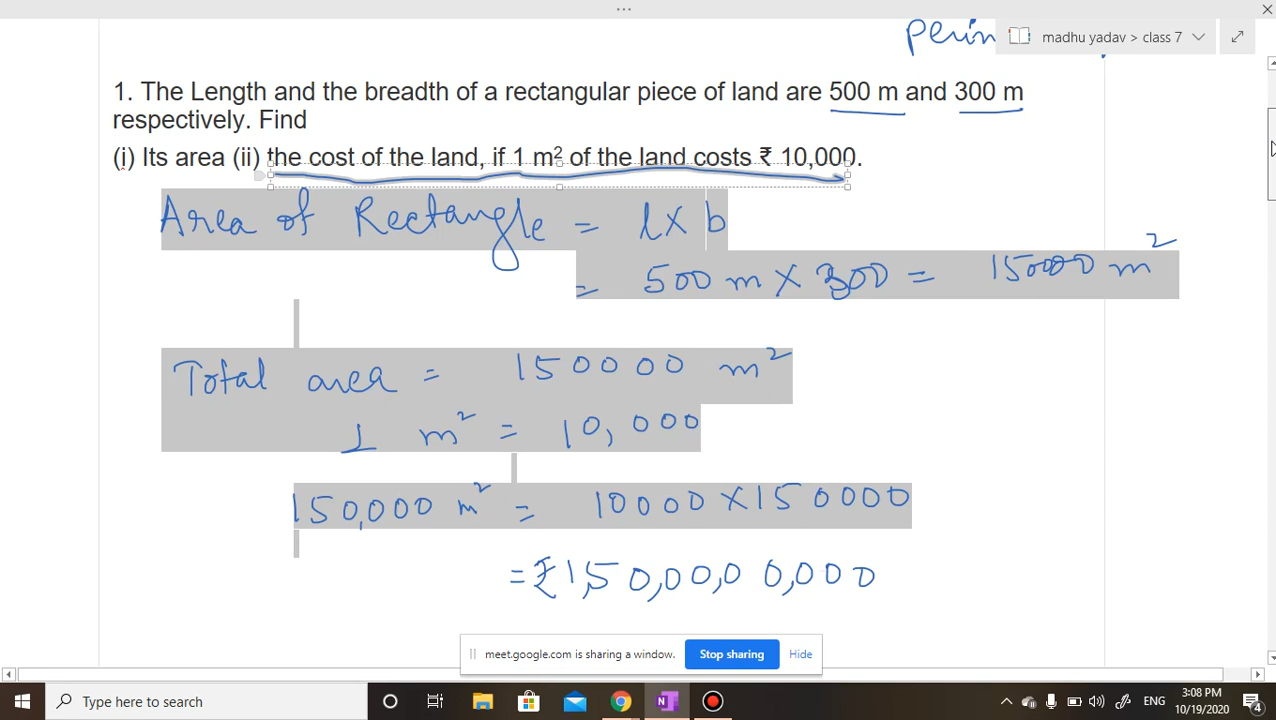 ...
perin
madhu yadav > class 7
1. The Length and the breadth of a rectangular piece of land are 500 m and 300 m
respectively. Find
(i) Its area (ii) the cost of the land, if 1 m² of the land costs ₹ 10,000.
Area of Rectangle = l x b
= 500 m x 300 = 150000 m²
Total area = 150000 m²
1 m² = 10,000
150,000 m² = 10000 x 150000
= ₹ 1,50,00,0 0,000
meet.google.com is sharing a window. Stop sharing Hide
Type here to search
ENG
3:08 PM
10/19/2020
4